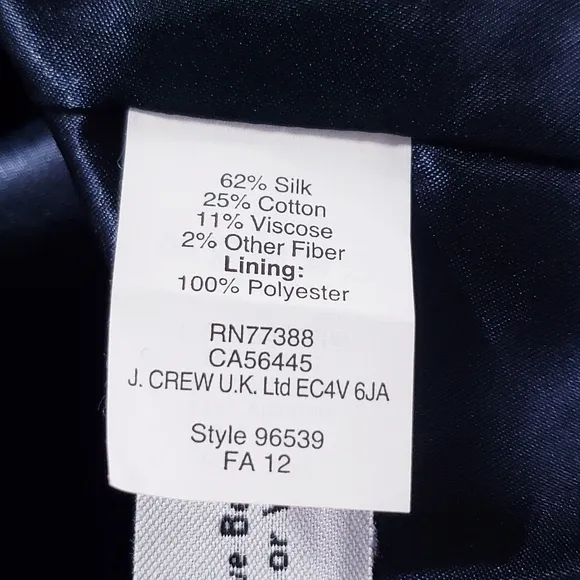 62% Silk
25% Cotton
11% Viscose
2% Other Fiber
Lining:
100% Polyester
RN77388
CA56445
J. CREW U.K. Ltd EC4V 6JA
Style 96539
FA 12
or